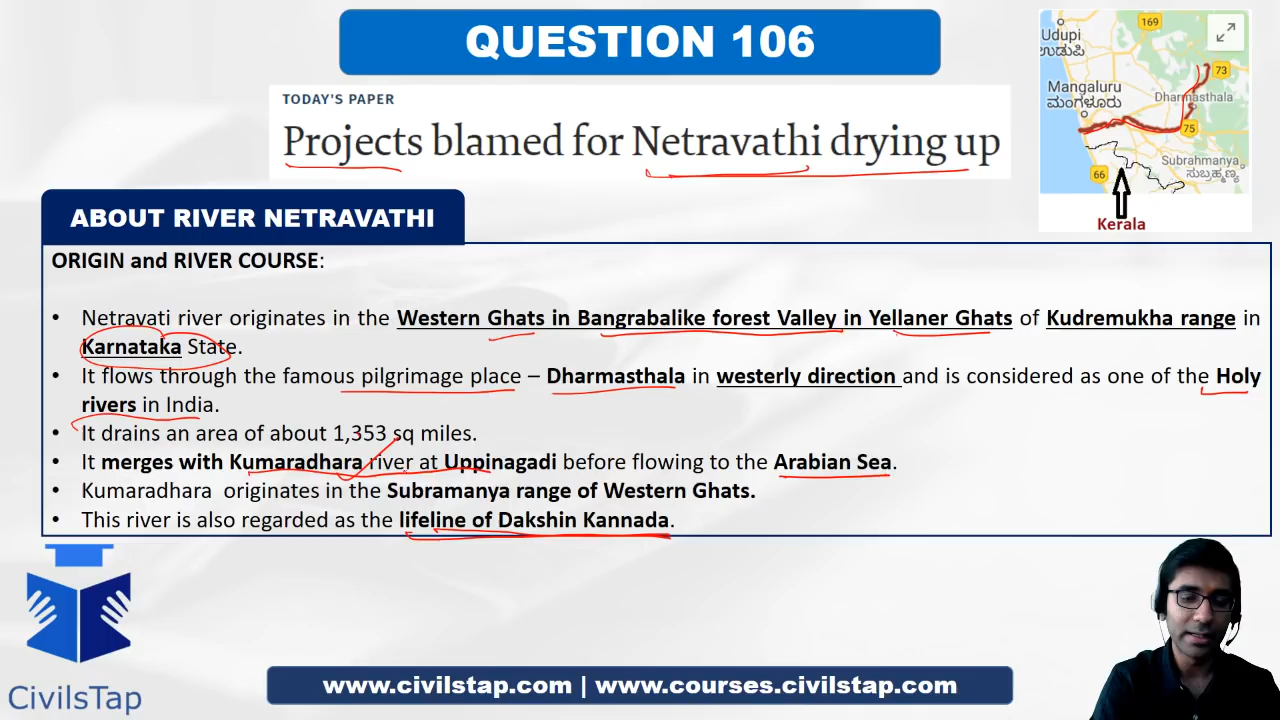 QUESTION 106
TODAY'S PAPER
Projects blamed for Netravathi drying up
169
Udupi
ಉಡುಪಿ
73
Mangaluru
ಮಂಗಳೂರು
Dharmasthala
75
Subrahmanya
ಸುಬ್ರಹ್ಮಣ್ಯ
66
Kerala
ABOUT RIVER NETRAVATHI
ORIGIN and RIVER COURSE:
• Netravati river originates in the Western Ghats in Bangrabalike forest Valley in Yellaner Ghats of Kudremukha range in
Karnataka State.
• It flows through the famous pilgrimage place – Dharmasthala in westerly direction and is considered as one of the Holy
rivers in India.
• It drains an area of about 1,353 sq miles.
• It merges with Kumaradhara river at Uppinagadi before flowing to the Arabian Sea.
• Kumaradhara originates in the Subramanya range of Western Ghats.
• This river is also regarded as the lifeline of Dakshin Kannada.
CivilsTap
www.civilstap.com | www.courses.civilstap.com